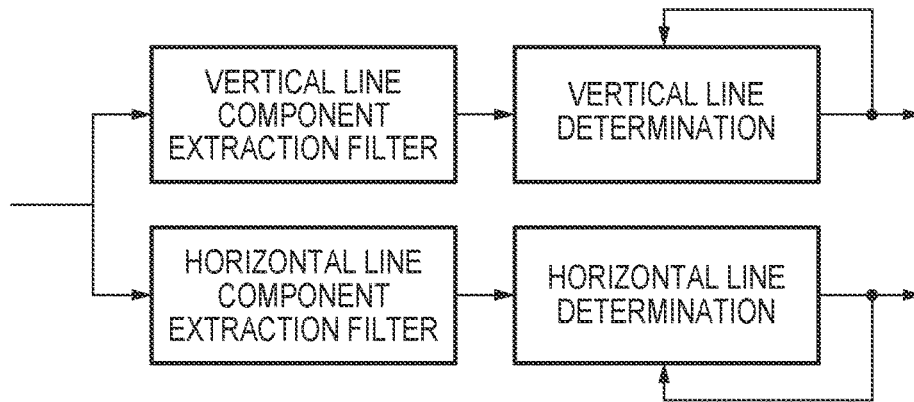 VERTICAL LINE
COMPONENT
EXTRACTION FILTER
VERTICAL LINE
DETERMINATION
HORIZONTAL LINE
COMPONENT
EXTRACTION FILTER
HORIZONTAL LINE
DETERMINATION